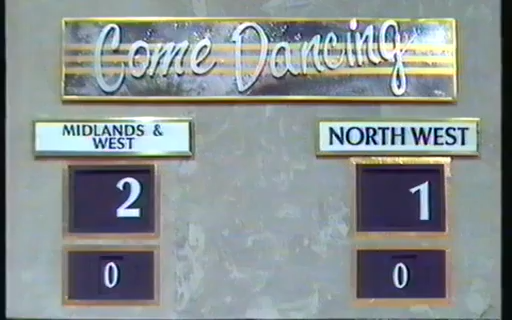 Come Dancing
MIDLANDS &
WEST
NORTH WEST
2
1
0
0